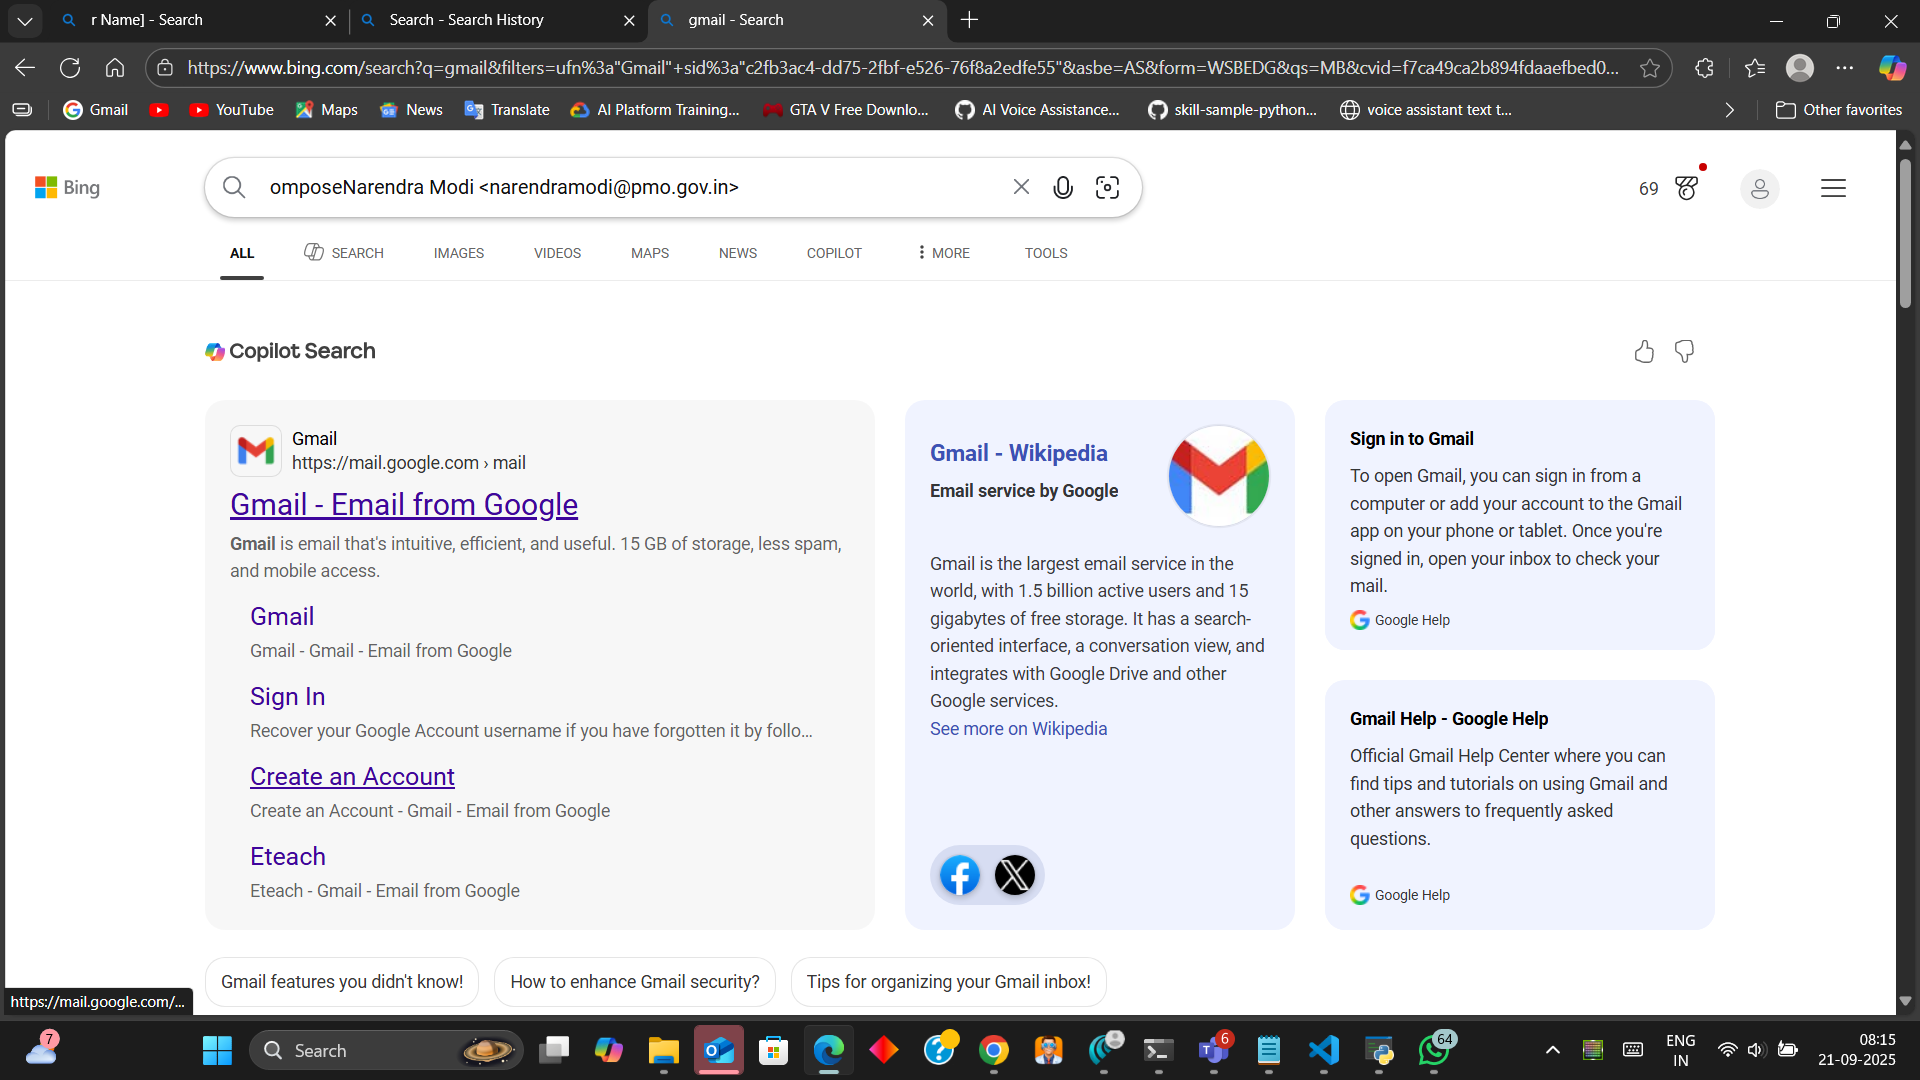 r Name] - Search
Search - Search History
gmail - Search
https://www.bing.com/search?q=gmail&filters=ufn%3a"Gmail"+sid%3a"c2fb3ac4-dd75-2fbf-e526-76f8a2edfe55"&asbe=AS&form=WSBEDG&qs=MB&cvid=f7ca49ca2b894fdaaefbed0...
Gmail
YouTube
Maps
News
Translate
AI Platform Training...
GTA V Free Downlo...
AI Voice Assistance...
skill-sample-python...
voice assistant text t...
Other favorites
Bing
omposeNarendra Modi <narendramodi@pmo.gov.in>
69
ALL
SEARCH
IMAGES
VIDEOS
MAPS
NEWS
COPILOT
MORE
TOOLS
Copilot Search
Gmail
https://mail.google.com › mail
Gmail - Email from Google
Gmail is email that's intuitive, efficient, and useful. 15 GB of storage, less spam,
and mobile access.
Gmail
Gmail - Gmail - Email from Google
Sign In
Recover your Google Account username if you have forgotten it by follo...
Create an Account
Create an Account - Gmail - Email from Google
Eteach
Eteach - Gmail - Email from Google
Gmail - Wikipedia
Email service by Google
Gmail is the largest email service in the
world, with 1.5 billion active users and 15
gigabytes of free storage. It has a search-
oriented interface, a conversation view, and
integrates with Google Drive and other
Google services.
See more on Wikipedia
Sign in to Gmail
To open Gmail, you can sign in from a
computer or add your account to the Gmail
app on your phone or tablet. Once you're
signed in, open your inbox to check your
mail.
Google Help
Gmail Help - Google Help
Official Gmail Help Center where you can
find tips and tutorials on using Gmail and
other answers to frequently asked
questions.
Google Help
Gmail features you didn't know!
How to enhance Gmail security?
Tips for organizing your Gmail inbox!
https://mail.google.com/...
7
Search
6
64
ENG
IN
08:15
21-09-2025